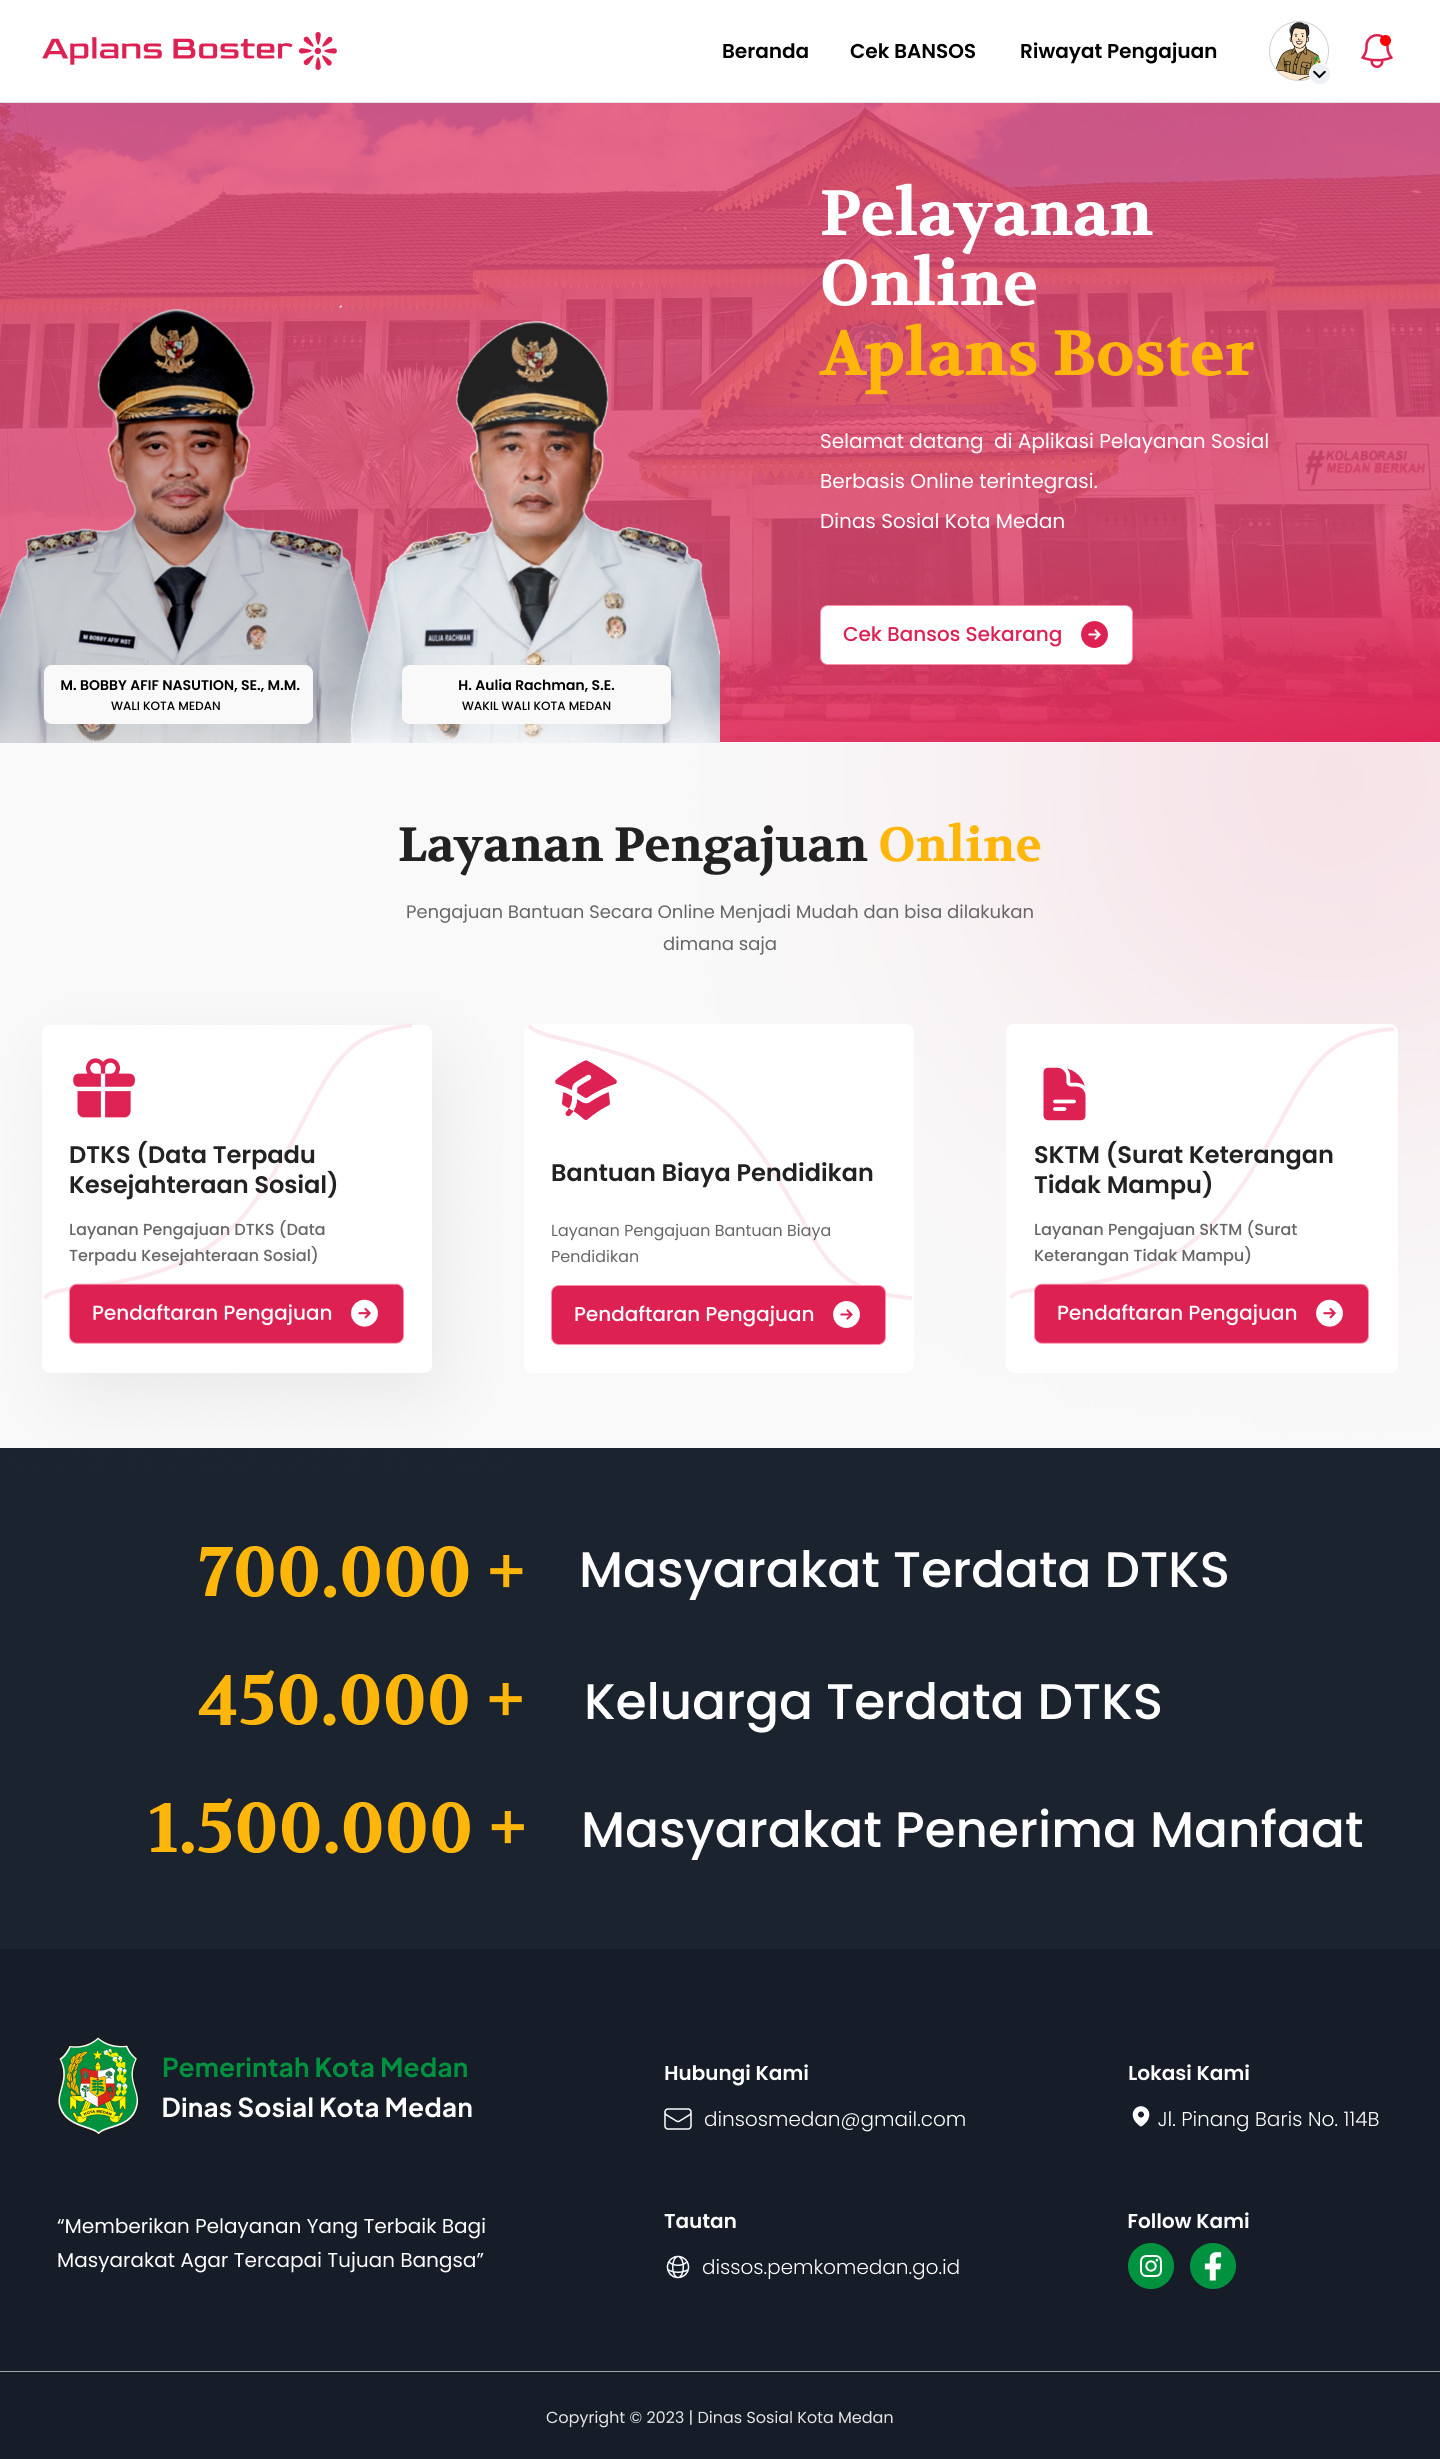 Aplans Boster
Beranda
Cek BANSOS
Riwayat Pengajuan
Pelayanan
Online
Aplans Boster
Selamat datang  di Aplikasi Pelayanan Sosial
Berbasis Online terintegrasi.
Dinas Sosial Kota Medan
#KOLABORASI
MEDAN BERKAH
Cek Bansos Sekarang
M BOBBY AFIF NST
AULIA RACHMAN
M. BOBBY AFIF NASUTION, SE., M.M.
WALI KOTA MEDAN
H. Aulia Rachman, S.E.
WAKIL WALI KOTA MEDAN
Layanan Pengajuan Online
Pengajuan Bantuan Secara Online Menjadi Mudah dan bisa dilakukan
dimana saja
DTKS (Data Terpadu
Kesejahteraan Sosial)
Layanan Pengajuan DTKS (Data
Terpadu Kesejahteraan Sosial)
Pendaftaran Pengajuan
Bantuan Biaya Pendidikan
Layanan Pengajuan Bantuan Biaya
Pendidikan
Pendaftaran Pengajuan
SKTM (Surat Keterangan
Tidak Mampu)
Layanan Pengajuan SKTM (Surat
Keterangan Tidak Mampu)
Pendaftaran Pengajuan
700.000 + Masyarakat Terdata DTKS
450.000 + Keluarga Terdata DTKS
1.500.000 + Masyarakat Penerima Manfaat
KOTA MEDAN
Pemerintah Kota Medan
Dinas Sosial Kota Medan
“Memberikan Pelayanan Yang Terbaik Bagi
Masyarakat Agar Tercapai Tujuan Bangsa”
Hubungi Kami
dinsosmedan@gmail.com
Lokasi Kami
Jl. Pinang Baris No. 114B
Tautan
dissos.pemkomedan.go.id
Follow Kami
Copyright © 2023 | Dinas Sosial Kota Medan